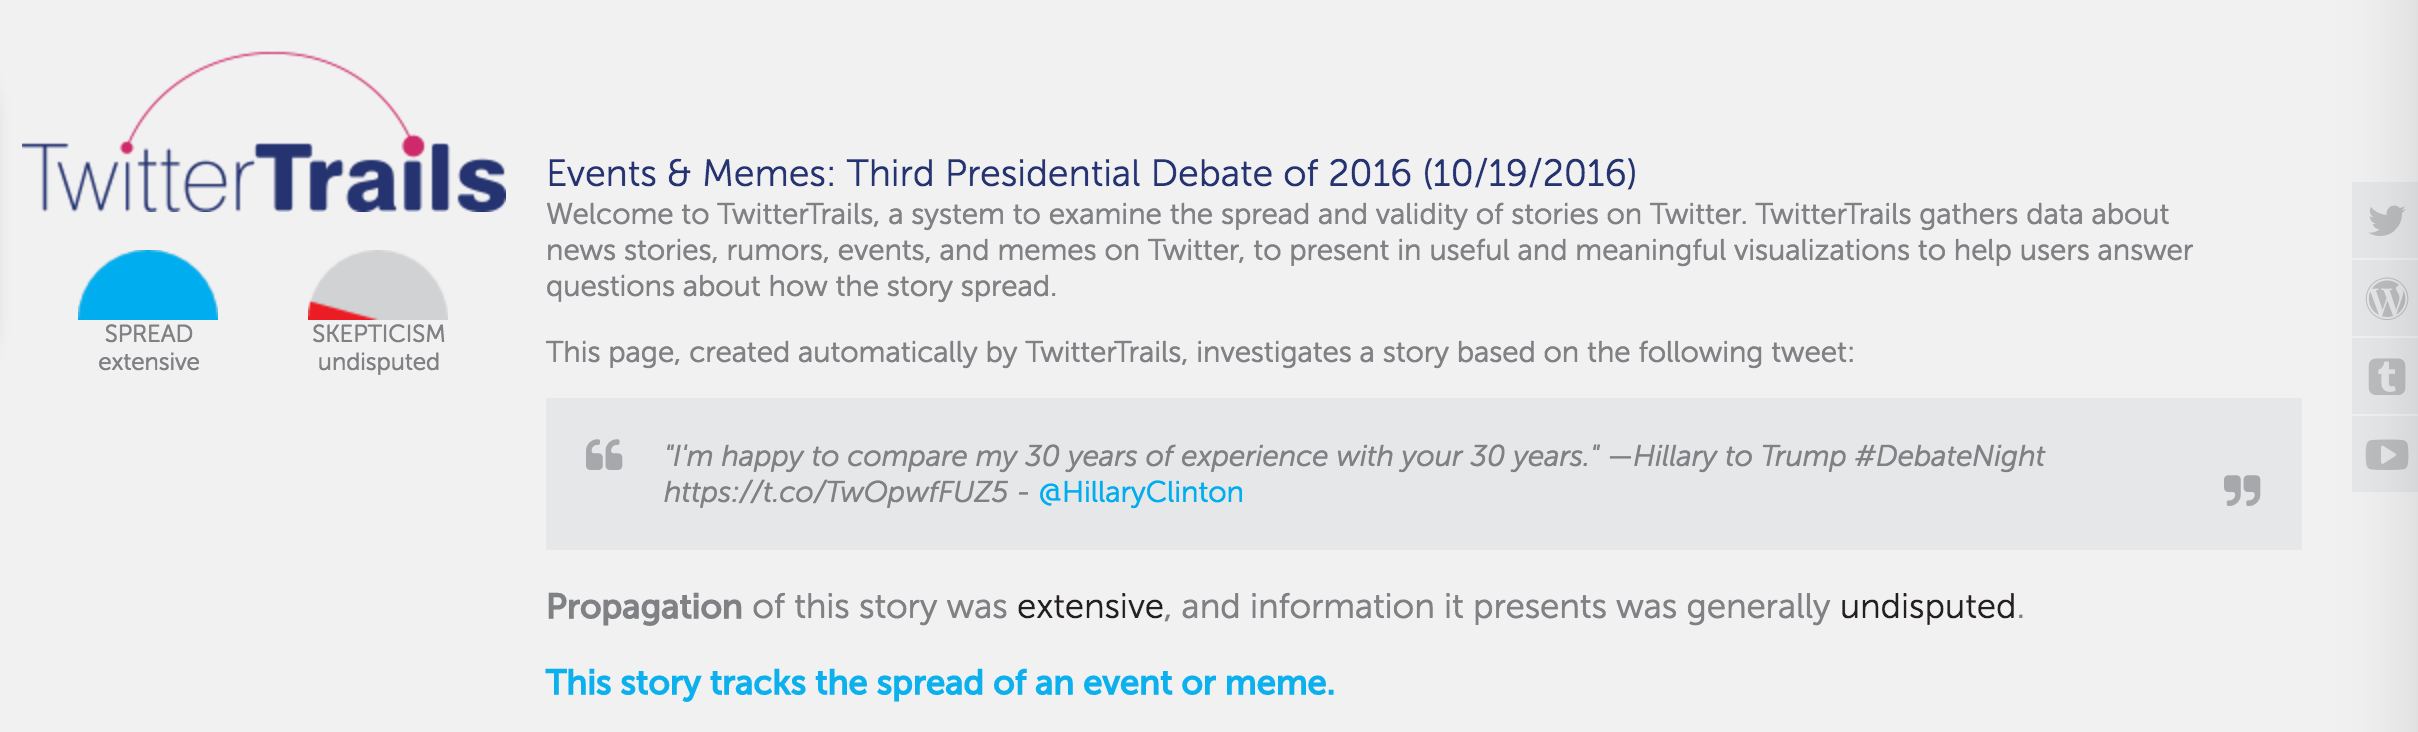 TwitterTrails
SPREAD
extensive
SKEPTICISM
undisputed
Events & Memes: Third Presidential Debate of 2016 (10/19/2016)
Welcome to TwitterTrails, a system to examine the spread and validity of stories on Twitter. TwitterTrails gathers data about
news stories, rumors, events, and memes on Twitter, to present in useful and meaningful visualizations to help users answer
questions about how the story spread.
This page, created automatically by TwitterTrails, investigates a story based on the following tweet:
"I'm happy to compare my 30 years of experience with your 30 years." —Hillary to Trump #DebateNight
https://t.co/TwOpwfFUZ5 - @HillaryClinton
Propagation of this story was extensive, and information it presents was generally undisputed.
This story tracks the spread of an event or meme.